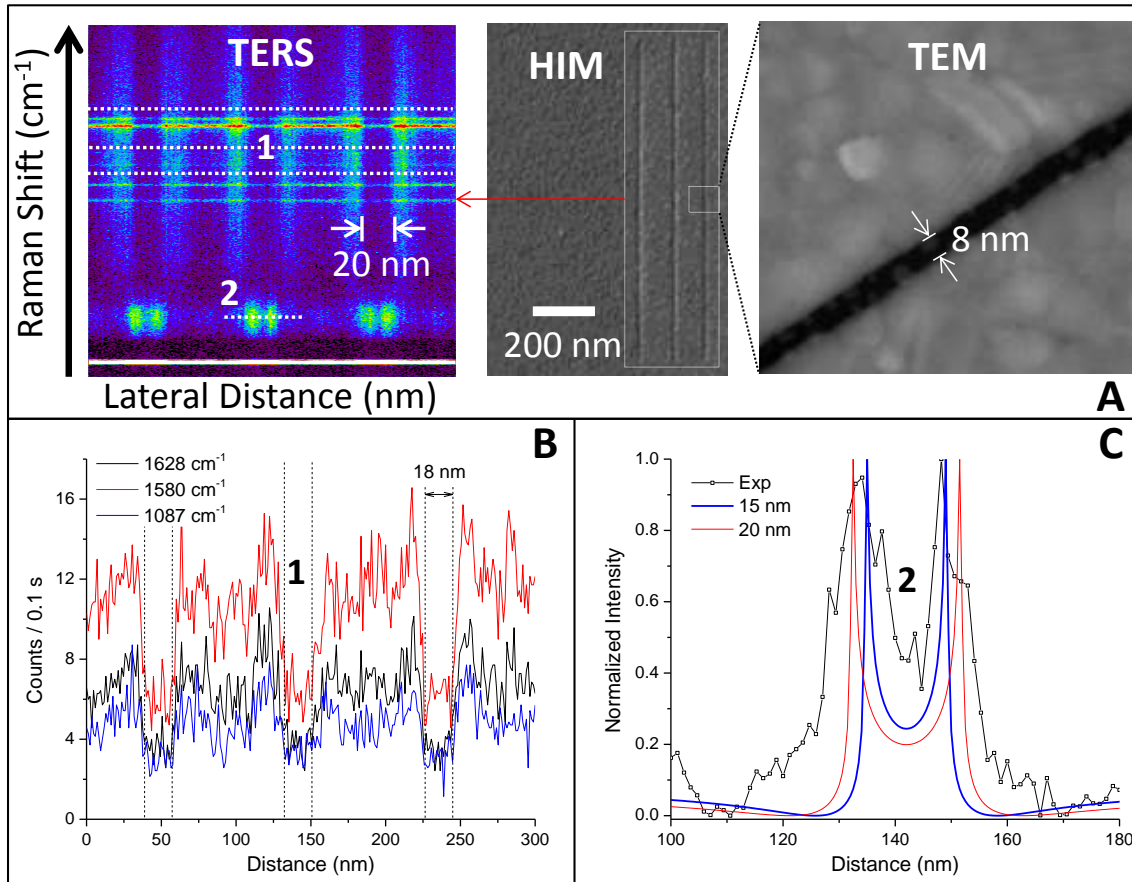 TERS
HIM
TEM
Raman Shift (cm⁻¹)
1
20 nm
2
200 nm
8 nm
Lateral Distance (nm)
A
B
1628 cm⁻¹
1580 cm⁻¹
1087 cm⁻¹
18 nm
1
16
12
8
4
0
Counts / 0.1 s
0 50 100 150 200 250 300
Distance (nm)
C
Exp
15 nm
20 nm
2
1.0
0.8
0.6
0.4
0.2
0.0
Normalized Intensity
100 120 140 160 180
Distance (nm)